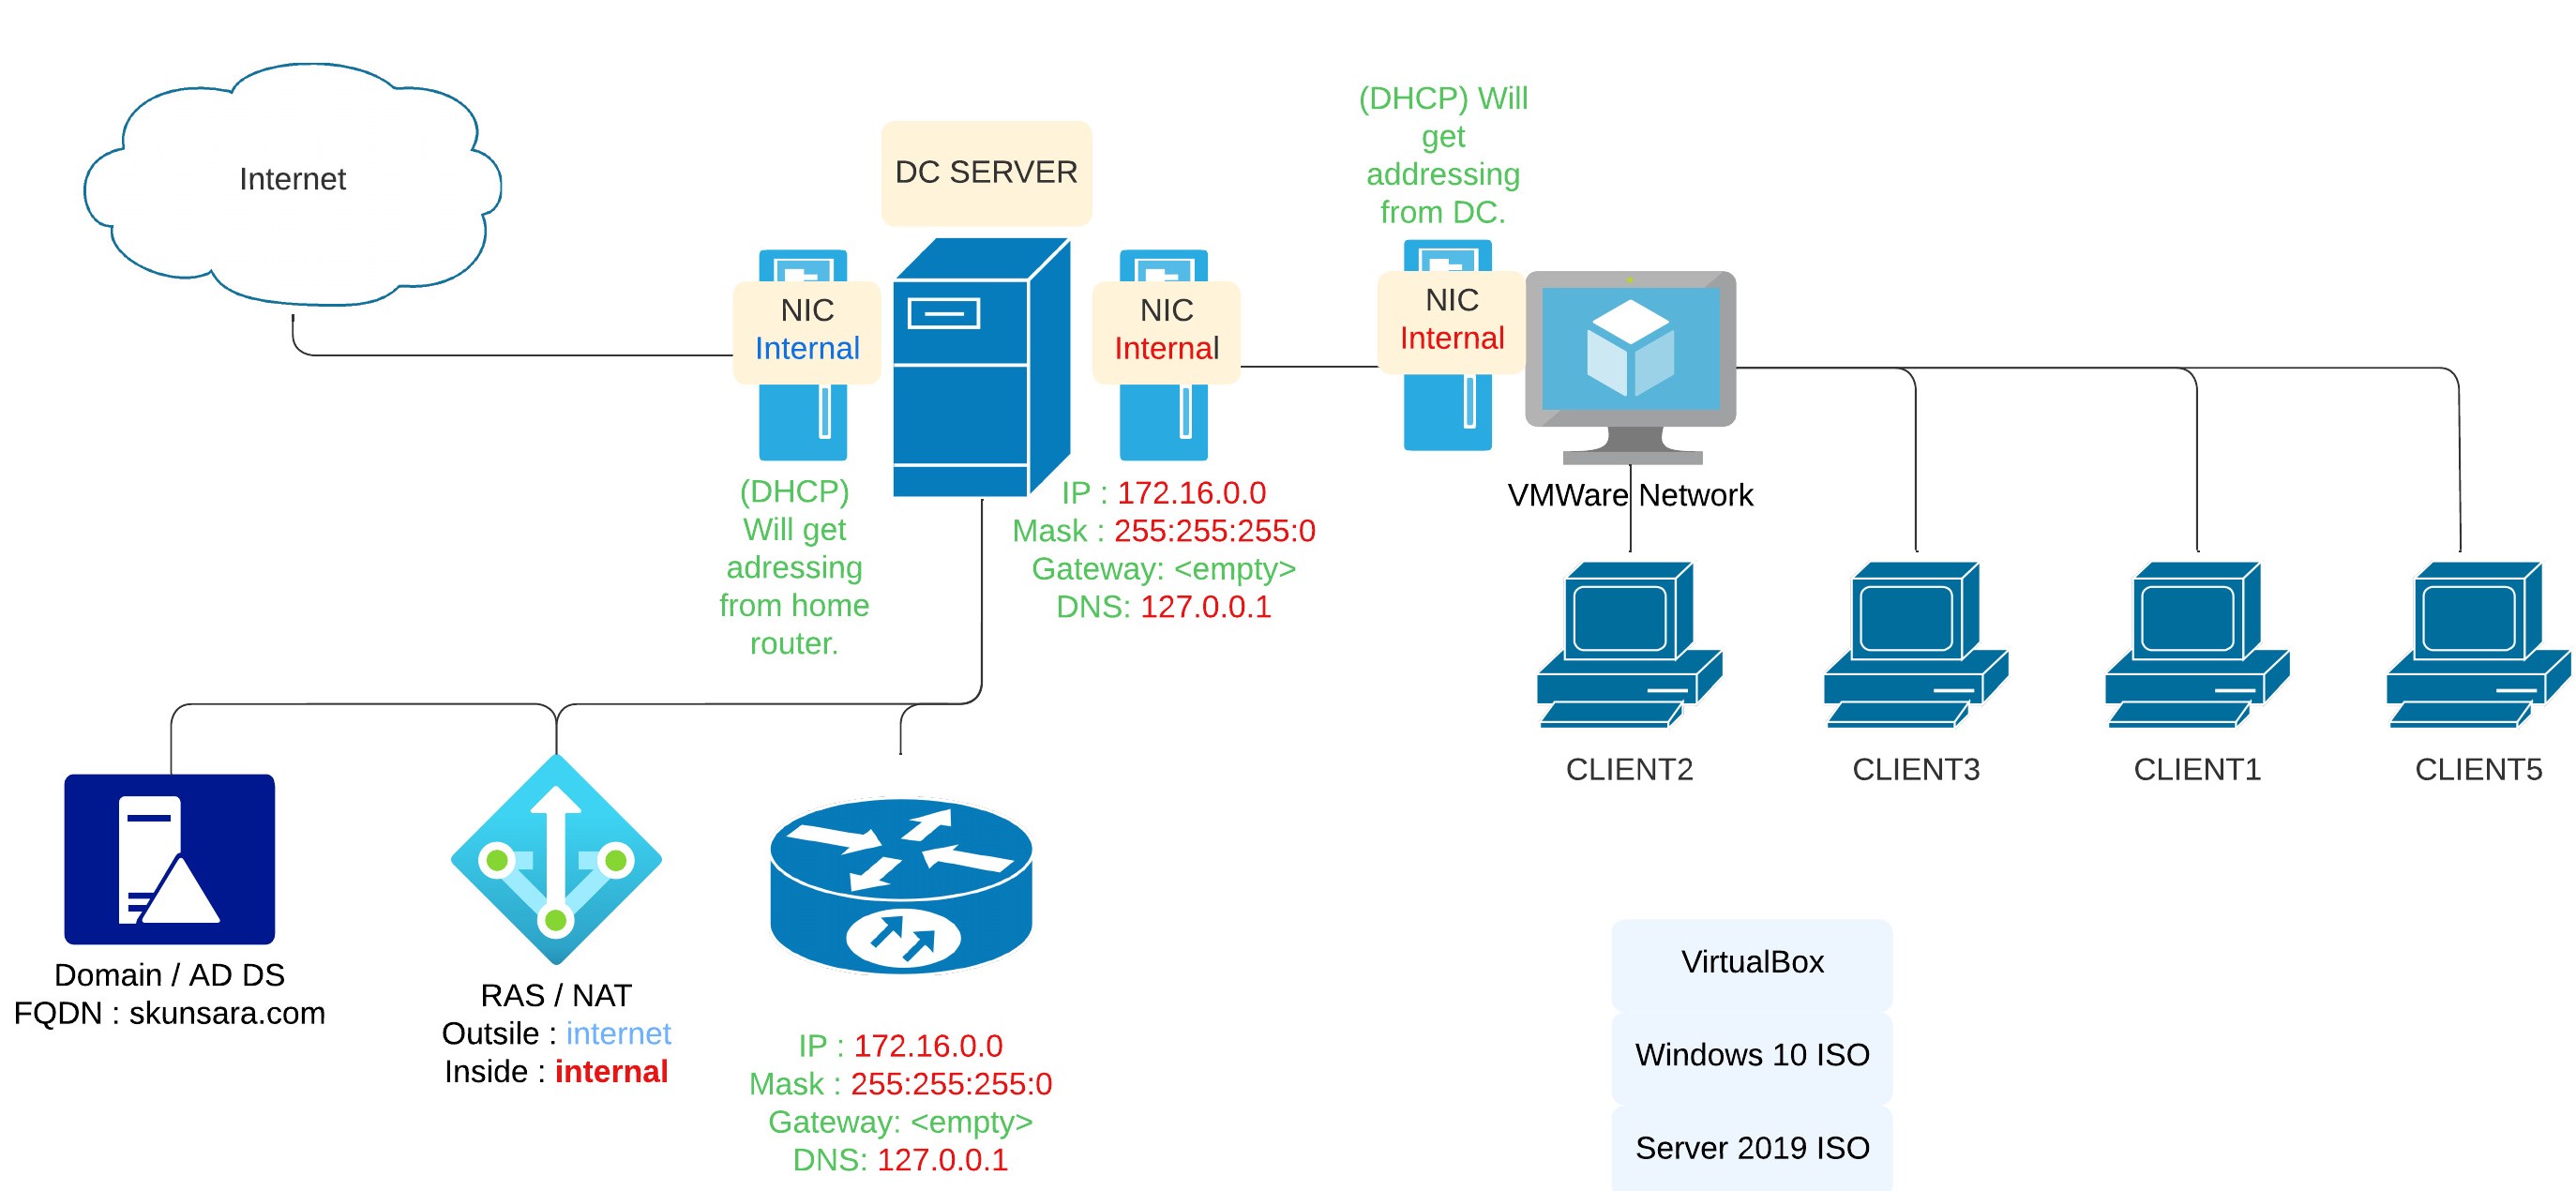 Internet
DC SERVER
(DHCP) Will
get
addressing
from DC.
NIC
Internal
NIC
Internal
NIC
Internal
(DHCP)
Will get
adressing
from home
router.
IP : 172.16.0.0
Mask : 255:255:255:0
Gateway: <empty>
DNS: 127.0.0.1
VMWare Network
CLIENT2
CLIENT3
CLIENT1
CLIENT5
Domain / AD DS
FQDN : skunsara.com
RAS / NAT
Outsile : internet
Inside : internal
IP : 172.16.0.0
Mask : 255:255:255:0
Gateway: <empty>
DNS: 127.0.0.1
VirtualBox
Windows 10 ISO
Server 2019 ISO